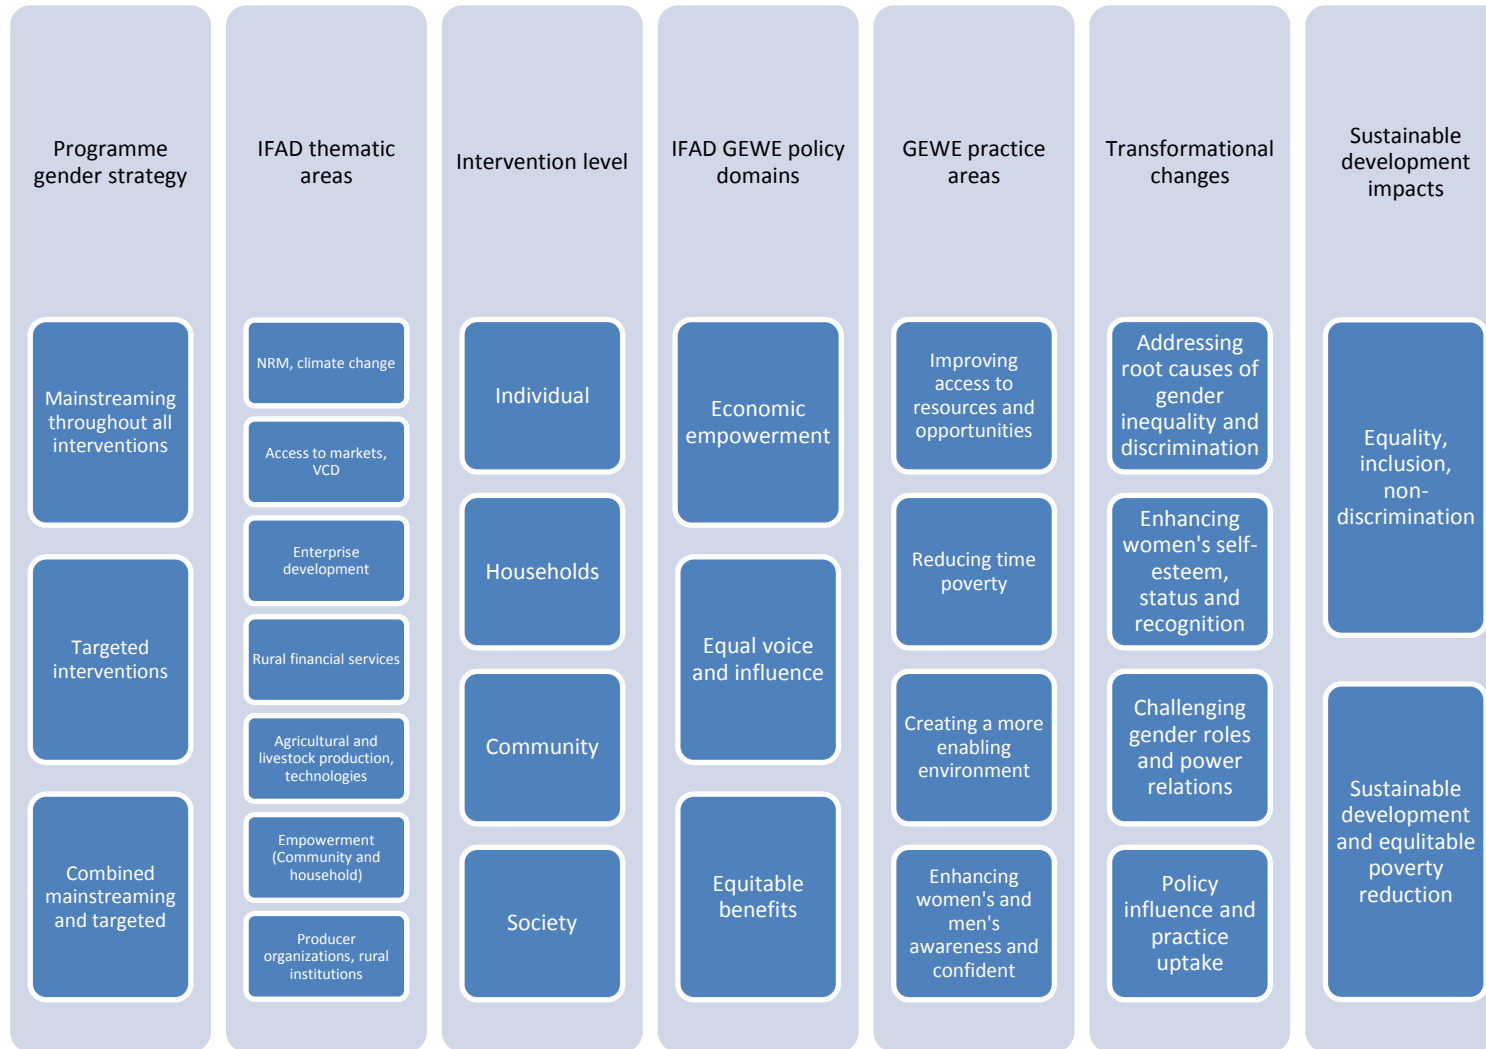 Programme
gender strategy
Mainstreaming
throughout all
interventions
Targeted
interventions
Combined
mainstreaming
and targeted
IFAD thematic
areas
NRM, climate change
Access to markets,
VCD
Enterprise
development
Rural financial services
Agricultural and
livestock production,
technologies
Empowerment
(Community and
household)
Producer
organizations, rural
institutions
Intervention level
Individual
Households
Community
Society
IFAD GEWE policy
domains
Economic
empowerment
Equal voice
and influence
Equitable
benefits
GEWE practice
areas
Improving
access to
resources and
opportunities
Reducing time
poverty
Creating a more
enabling
environment
Enhancing
women's and
men's
awareness and
confident
Transformational
changes
Addressing
root causes of
gender
inequality and
discrimination
Enhancing
women's self-
esteem,
status and
recognition
Challenging
gender roles
and power
relations
Policy
influence and
practice
uptake
Sustainable
development
impacts
Equality,
inclusion,
non-
discrimination
Sustainable
development
and equlitable
poverty
reduction